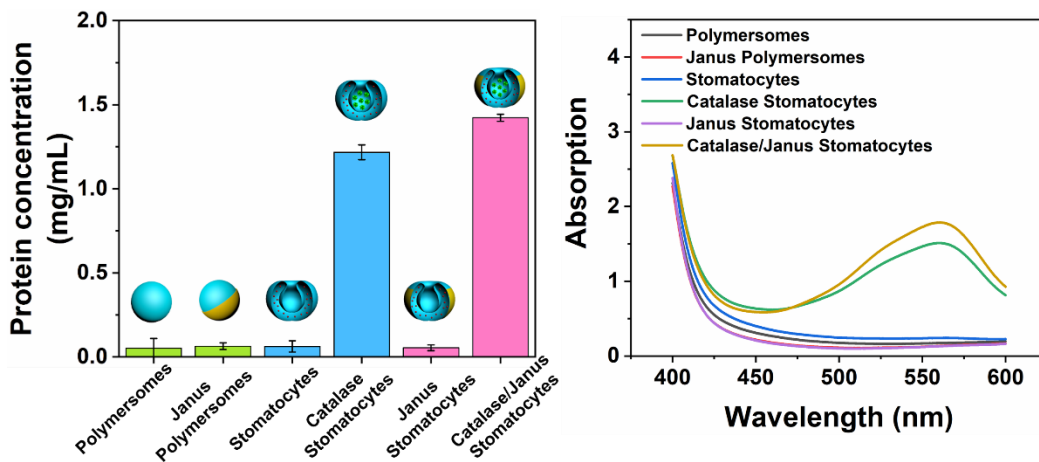 Protein concentration
(mg/mL)
2.0
1.5
1.0
0.5
0.0
Polymersomes
Janus
Polymersomes
Stomatocytes
Catalase
Stomatocytes
Janus
Stomatocytes
Catalase/Janus
Stomatocytes
Absorption
4
3
2
1
0
Polymersomes
Janus Polymersomes
Stomatocytes
Catalase Stomatocytes
Janus Stomatocytes
Catalase/Janus Stomatocytes
400 450 500 550 600
Wavelength (nm)